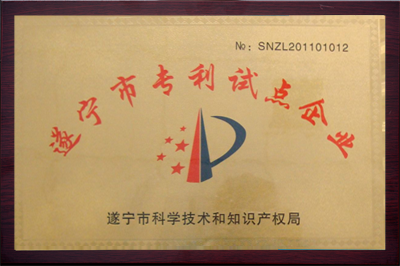 No: SNZL201101012
遂宁市专利试点企业
遂宁市科学技术和知识产权局